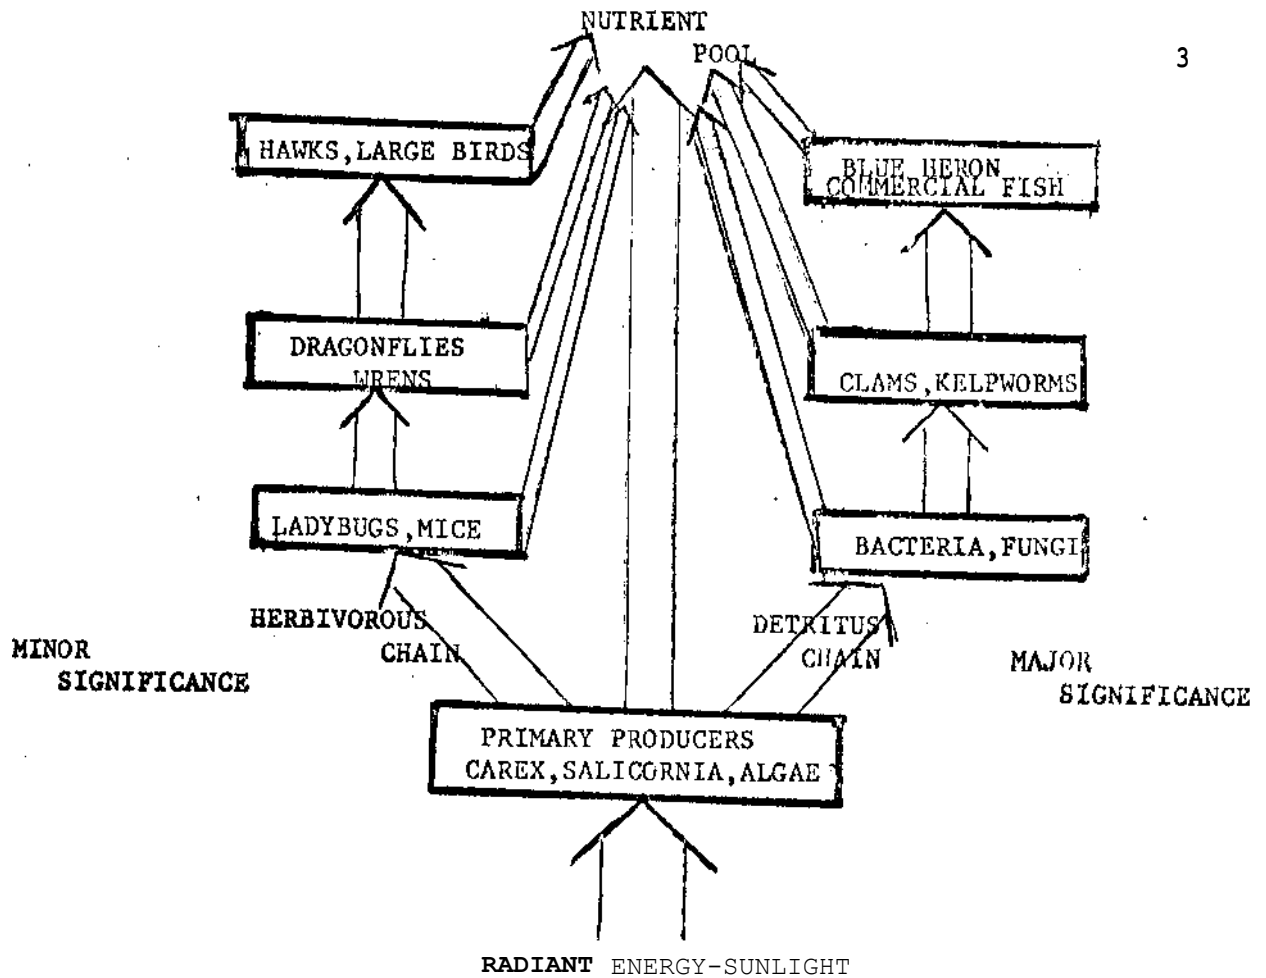 NUTRIENT
POOL
3
HAWKS, LARGE BIRDS
BLUE HERON
COMMERCIAL FISH
DRAGONFLIES
WRENS
CLAMS, KELPWORMS
LADYBUGS, MICE
BACTERIA, FUNGI
HERBIVOROUS
CHAIN
DETRITUS
CHAIN
MINOR
SIGNIFICANCE
MAJOR
SIGNIFICANCE
PRIMARY PRODUCERS
CAREX, SALICORNIA, ALGAE
RADIANT ENERGY-SUNLIGHT